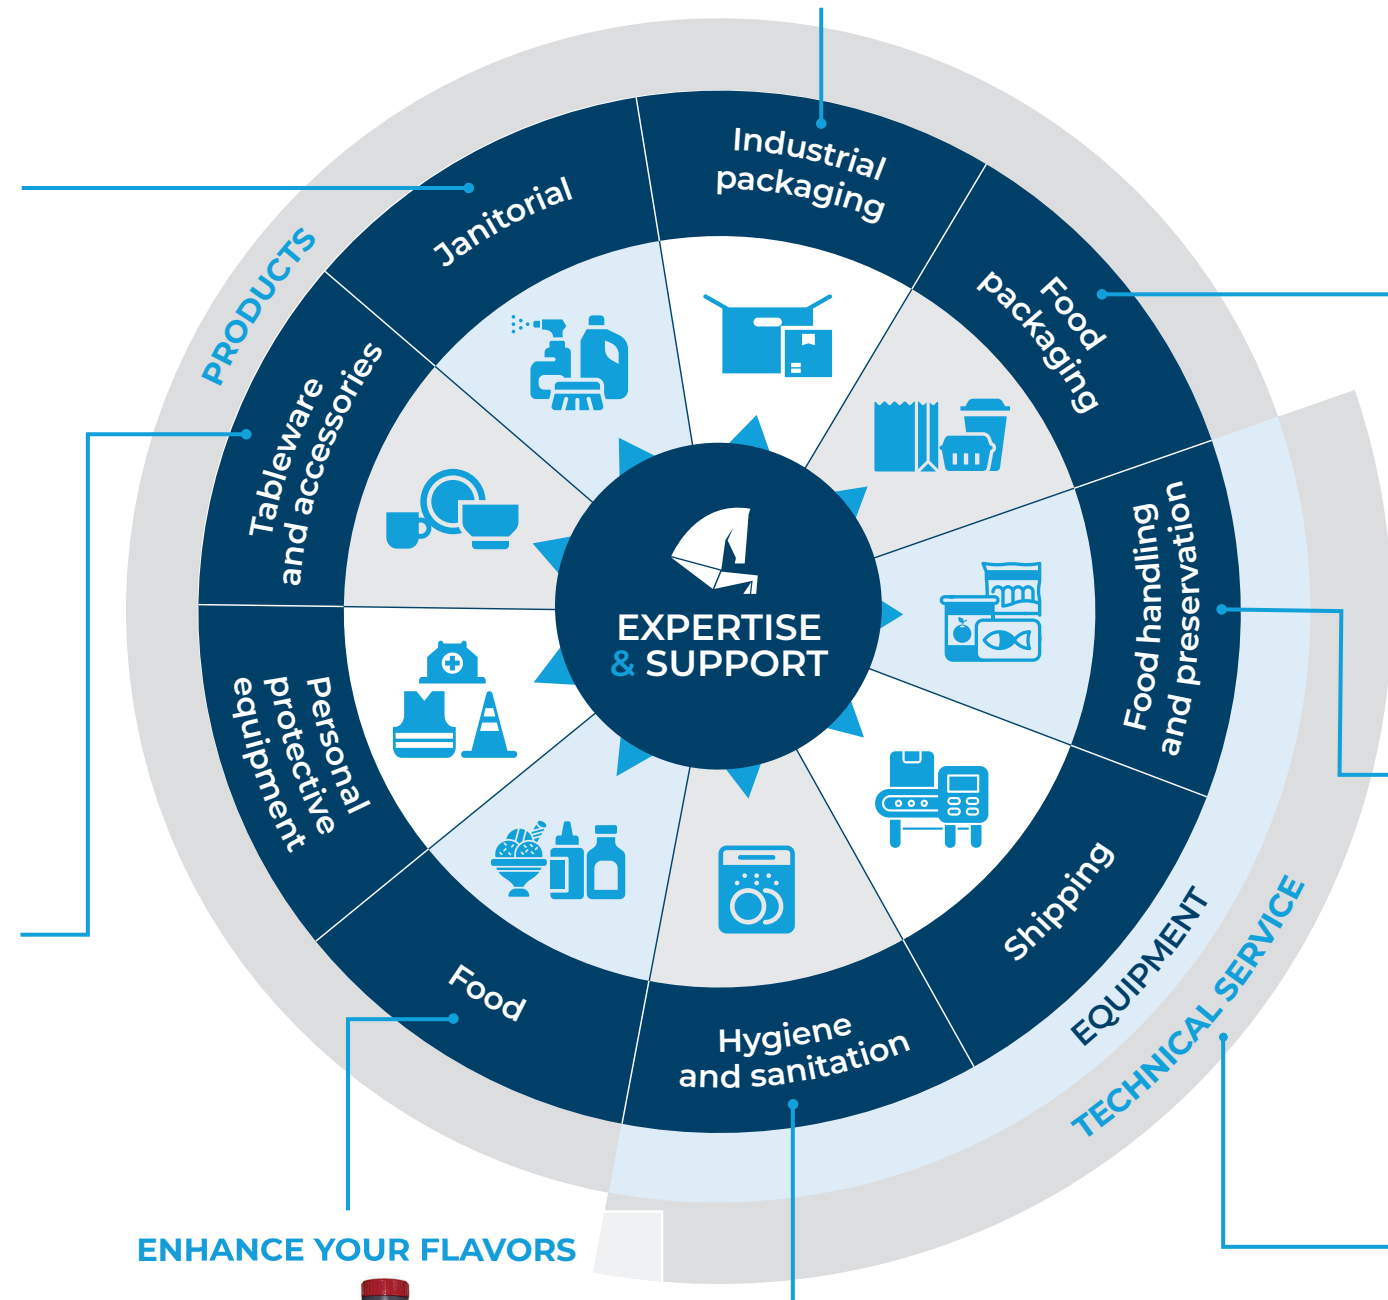 Industrial
packaging
Janitorial
Food
packaging
PRODUCTS
Tableware
and accessories
Food handling
and preservation
EXPERTISE
& SUPPORT
Personal
protective
equipment
Shipping
EQUIPMENT
TECHNICAL SERVICE
Food
Hygiene
and sanitation
ENHANCE YOUR FLAVORS